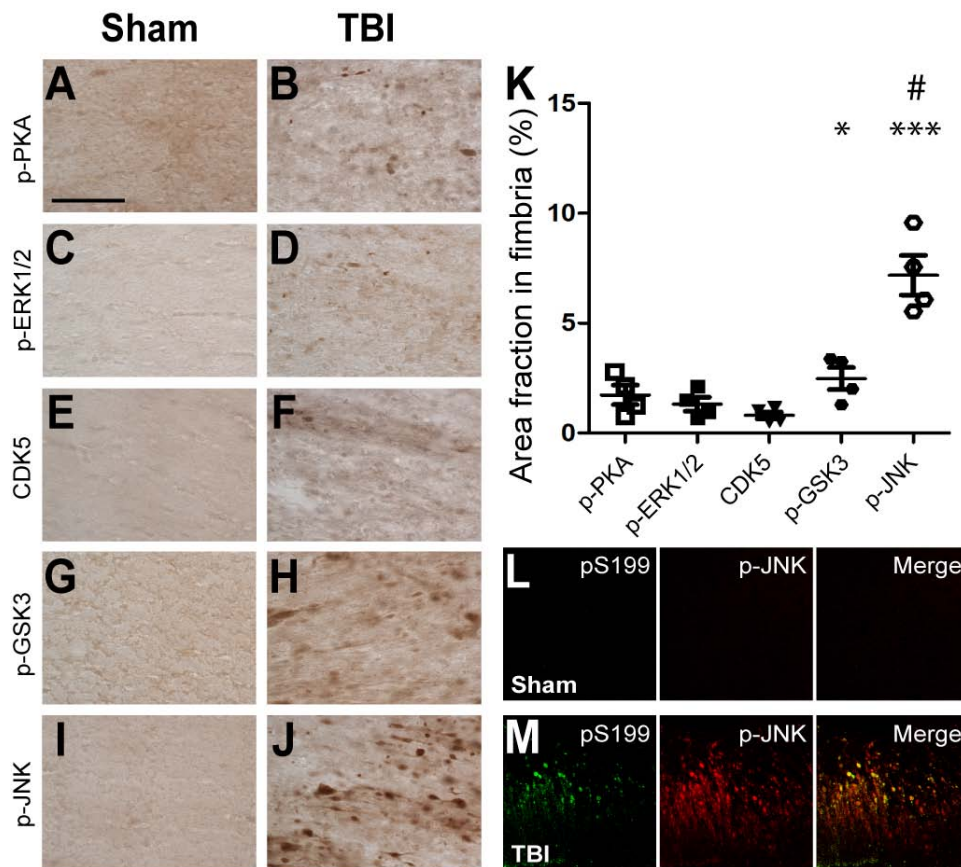 Sham TBI
A B
p-PKA
C D
p-ERK1/2
E F
CDK5
G H
p-GSK3
I J
p-JNK
K
Area fraction in fimbria (%)
#
* ***
15
10
5
0
p-PKA p-ERK1/2 CDK5 p-GSK3 p-JNK
L pS199 p-JNK Merge
Sham
M pS199 p-JNK Merge
TBI